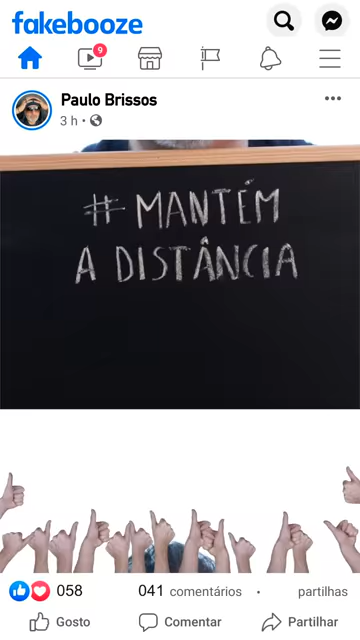 fakebooze
9
Paulo Brissos
3 h
# MANTÉM
A DISTÂNCIA
058
041 comentários • partilhas
Gosto
Comentar
Partilhar